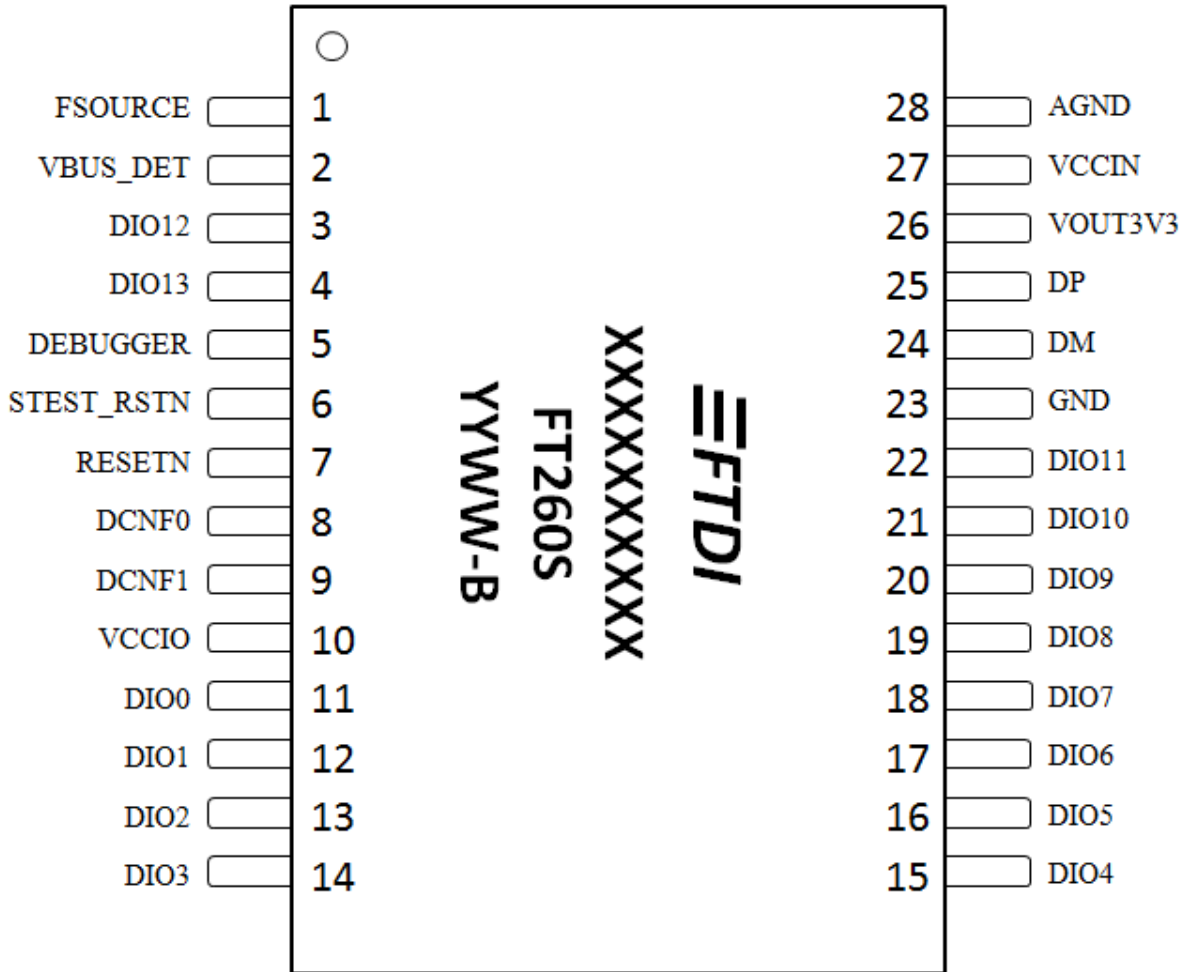 FSOURCE 1 28 AGND
VBUS_DET 2 27 VCCIN
DIO12 3 26 VOUT3V3
DIO13 4 25 DP
DEBUGGER 5 24 DM
STEST_RSTN 6 23 GND
RESETN 7 22 DIO11
DCNF0 8 21 DIO10
DCNF1 9 20 DIO9
VCCIO 10 19 DIO8
DIO0 11 18 DIO7
DIO1 12 17 DIO6
DIO2 13 16 DIO5
DIO3 14 15 DIO4
FTDI
XXXXXXXXXX
FT260S
YYWW-B